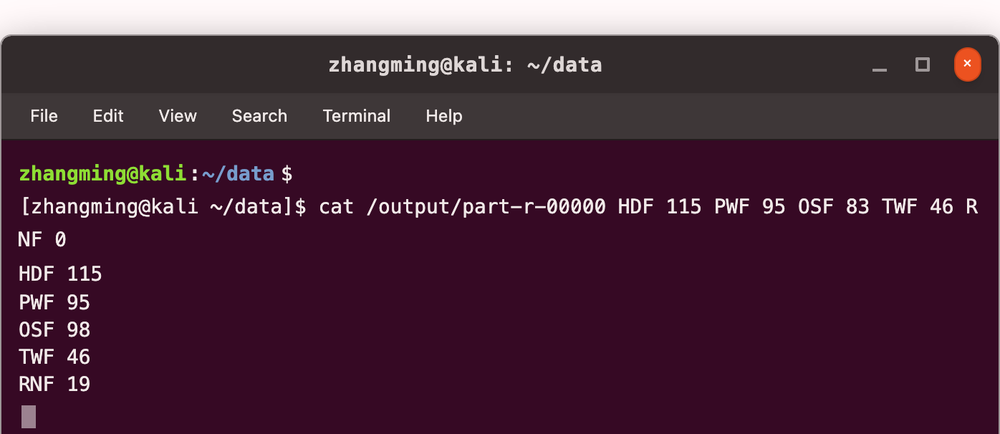 zhangming@kali: ~/data
File Edit View Search Terminal Help
zhangming@kali:~/data $
[zhangming@kali ~/data]$ cat /output/part-r-00000 HDF 115 PWF 95 OSF 83 TWF 46 R
NF 0
HDF 115
PWF 95
OSF 98
TWF 46
RNF 19